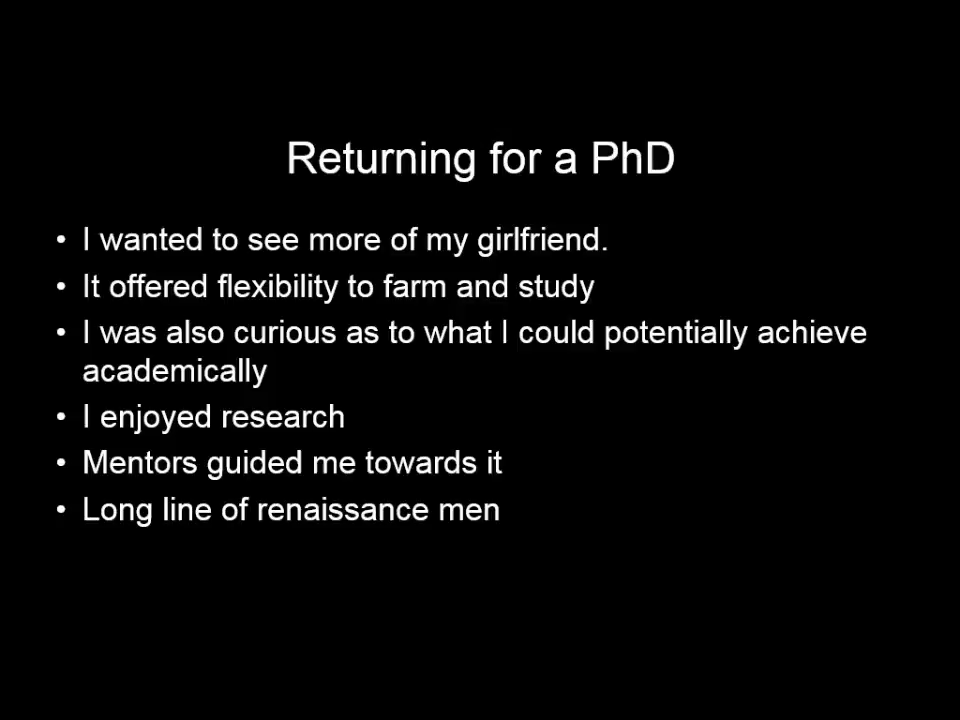 Returning for a PhD
• I wanted to see more of my girlfriend.
• It offered flexibility to farm and study
• I was also curious as to what I could potentially achieve
academically
• I enjoyed research
• Mentors guided me towards it
• Long line of renaissance men